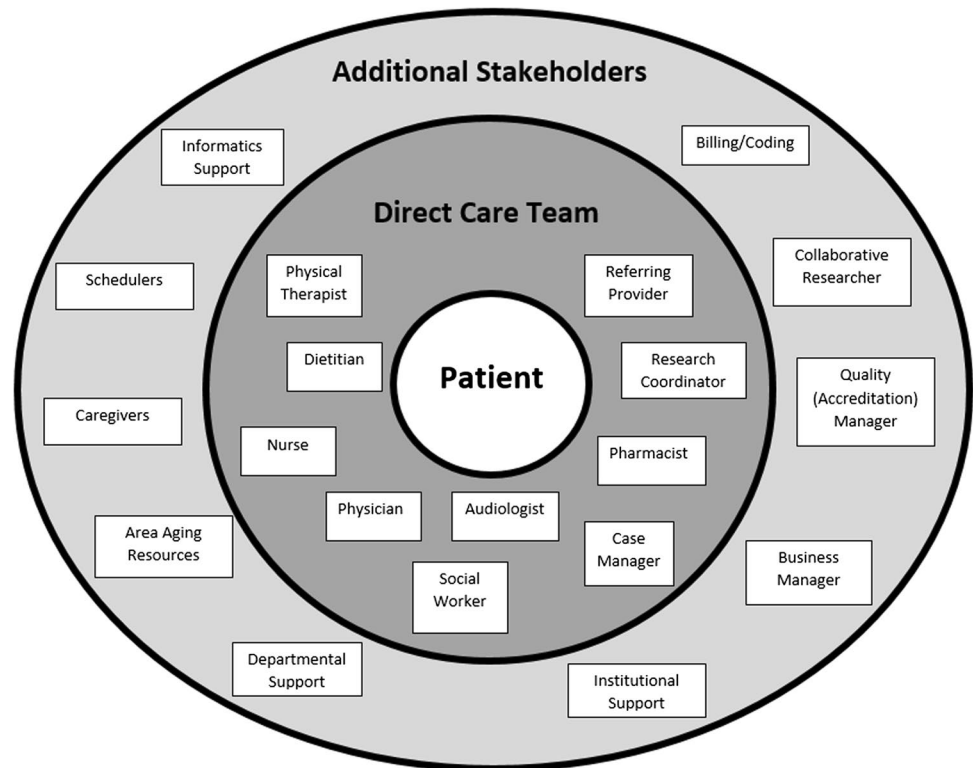 Additional Stakeholders
Informatics
Support
Billing/Coding
Direct Care Team
Schedulers
Physical
Therapist
Referring
Provider
Collaborative
Researcher
Dietitian
Patient
Research
Coordinator
Quality
(Accreditation)
Manager
Caregivers
Nurse
Pharmacist
Physician
Audiologist
Area Aging
Resources
Case
Manager
Business
Manager
Social
Worker
Departmental
Support
Institutional
Support